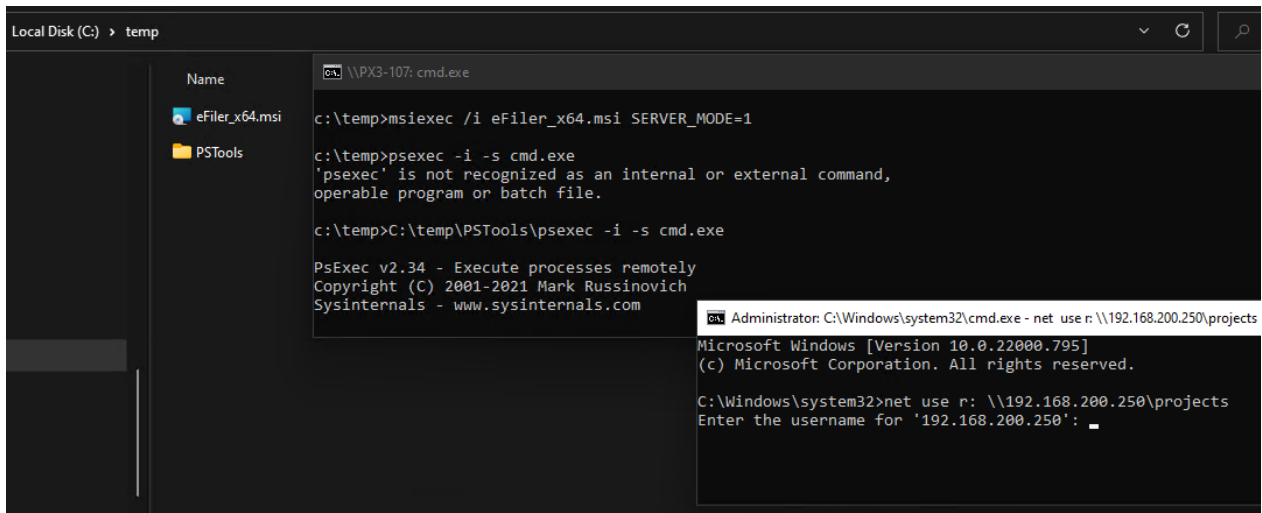 Local Disk (C:) > temp
Name
eFiler_x64.msi
PSTools
\\PX3-107: cmd.exe
c:\temp>msiexec /i eFiler_x64.msi SERVER_MODE=1
c:\temp>psexec -i -s cmd.exe
'psexec' is not recognized as an internal or external command,
operable program or batch file.
c:\temp>C:\temp\PSTools\psexec -i -s cmd.exe
PsExec v2.34 - Execute processes remotely
Copyright (C) 2001-2021 Mark Russinovich
Sysinternals - www.sysinternals.com
Administrator: C:\Windows\system32\cmd.exe - net  use r: \\192.168.200.250\projects
Microsoft Windows [Version 10.0.22000.795]
(c) Microsoft Corporation. All rights reserved.
C:\Windows\system32>net use r: \\192.168.200.250\projects
Enter the username for '192.168.200.250': _